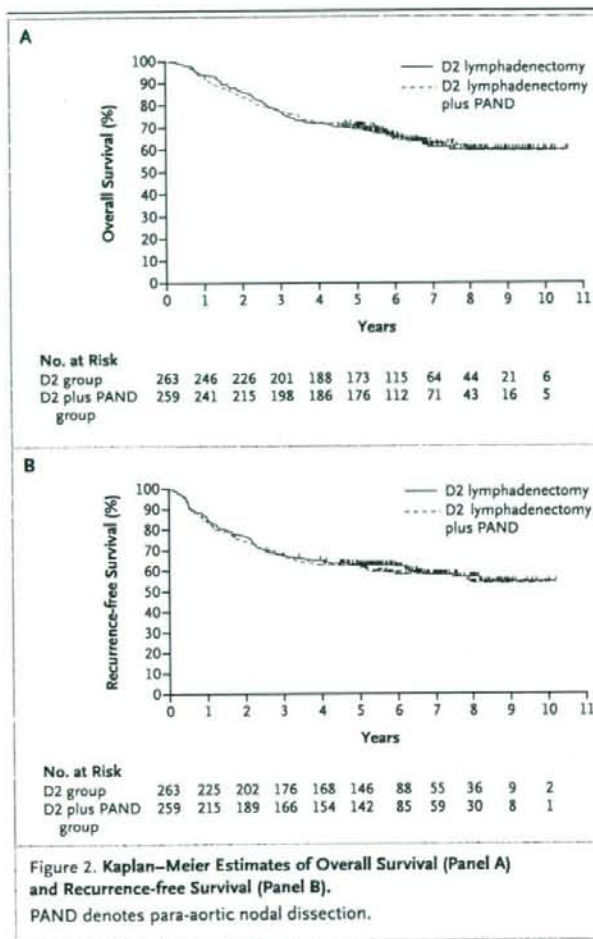 A
D2 lymphadenectomy
D2 lymphadenectomy
plus PAND
Overall Survival (%)
100
90
80
70
60
50
40
30
20
10
0
0 1 2 3 4 5 6 7 8 9 10 11
Years
No. at Risk
D2 group 263 246 226 201 188 173 115 64 44 21 6
D2 plus PAND 259 241 215 198 186 176 112 71 43 16 5
group
B
D2 lymphadenectomy
D2 lymphadenectomy
plus PAND
Recurrence-free Survival (%)
100
90
80
70
60
50
40
30
20
10
0
0 1 2 3 4 5 6 7 8 9 10 11
Years
No. at Risk
D2 group 263 225 202 176 168 146 88 55 36 9 2
D2 plus PAND 259 215 189 166 154 142 85 59 30 8 1
group
Figure 2. Kaplan–Meier Estimates of Overall Survival (Panel A)
and Recurrence-free Survival (Panel B).
PAND denotes para-aortic nodal dissection.